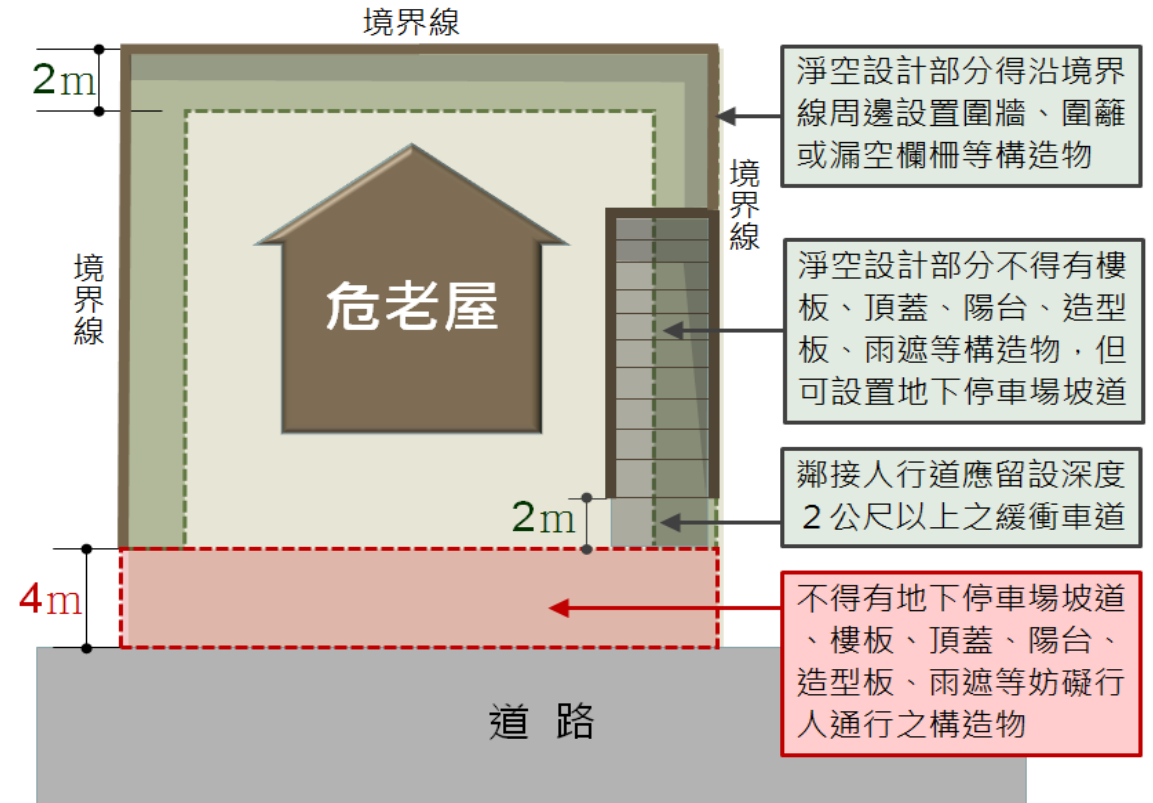 境界線
2m
淨空設計部分得沿境界
線周邊設置圍牆、圍籬
或漏空欄柵等構造物
境界線
境界線
危老屋
淨空設計部分不得有樓
板、頂蓋、陽台、造型
板、雨遮等構造物，但
可設置地下停車場坡道
鄰接人行道應留設深度
２公尺以上之緩衝車道
2m
4m
不得有地下停車場坡道
、樓板、頂蓋、陽台、
造型板、雨遮等妨礙行
人通行之構造物
道 路